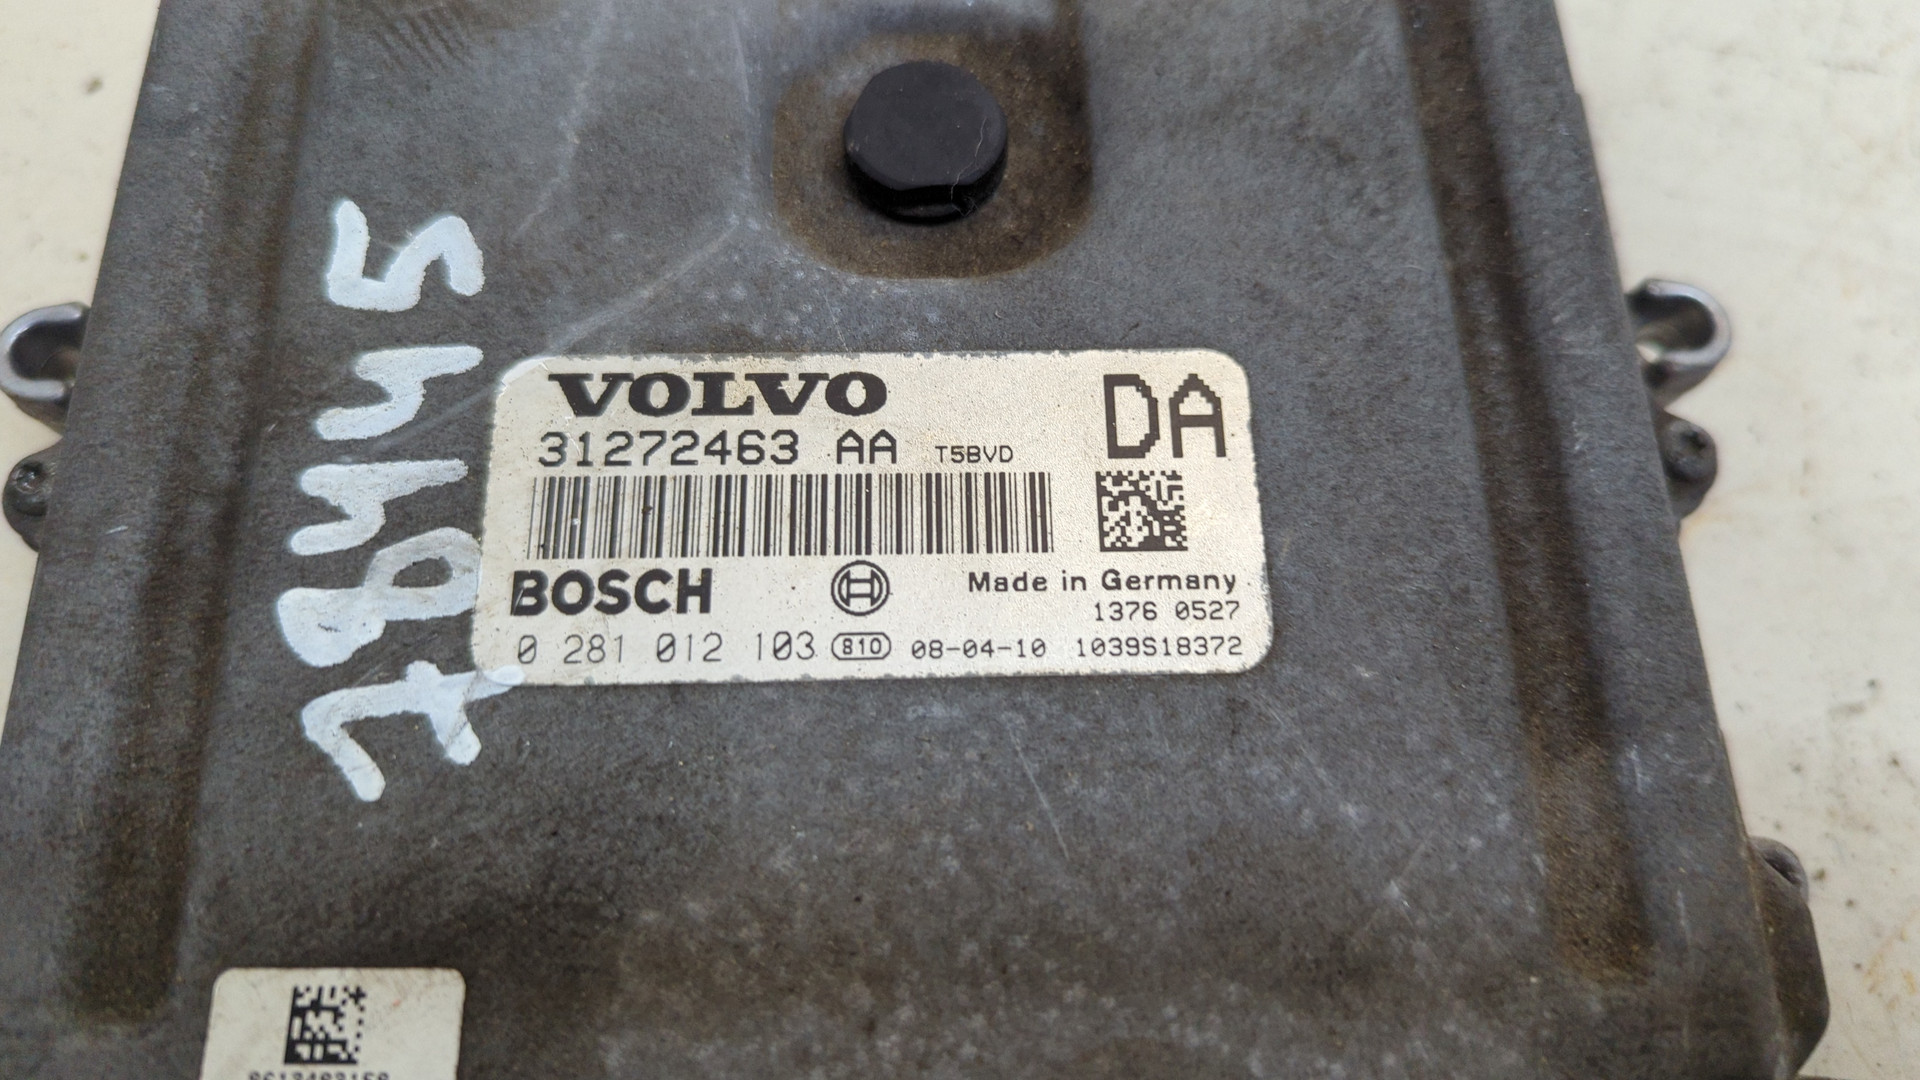 78445
VOLVO
DA
31272463 AA T5BVD
BOSCH
Made in Germany
1376 0527
0 281 012 103 810 08-04-10 1039S18372